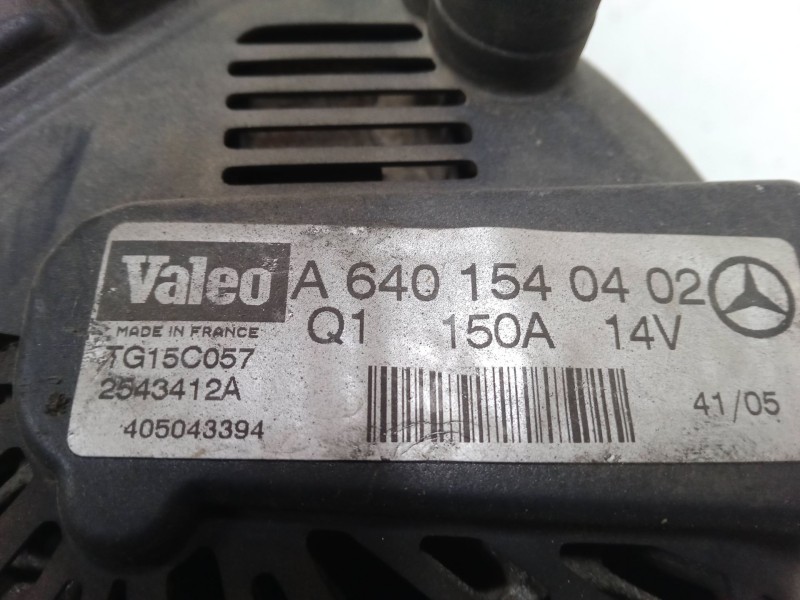 Valeo A 640 154 04 02
MADE IN FRANCE Q1 150A 14V
TG15C057
2543412A
405043394
41/05